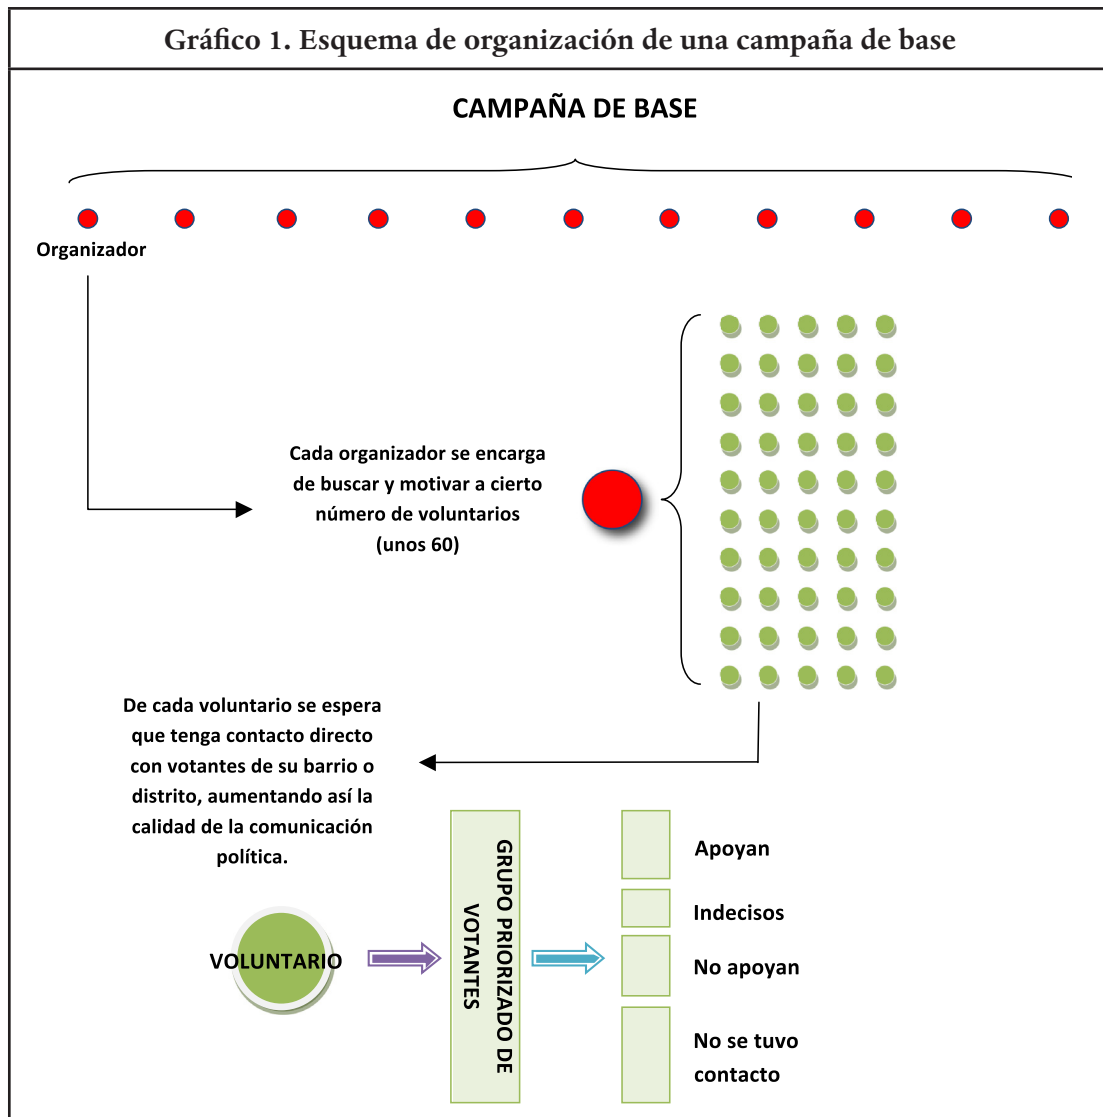 Gráfico 1. Esquema de organización de una campaña de base
CAMPAÑA DE BASE
Organizador
Cada organizador se encarga
de buscar y motivar a cierto
número de voluntarios
(unos 60)
De cada voluntario se espera
que tenga contacto directo
con votantes de su barrio o
distrito, aumentando así la
calidad de la comunicación
política.
VOLUNTARIO
GRUPO PRIORIZADO DE
VOTANTES
Apoyan
Indecisos
No apoyan
No se tuvo
contacto